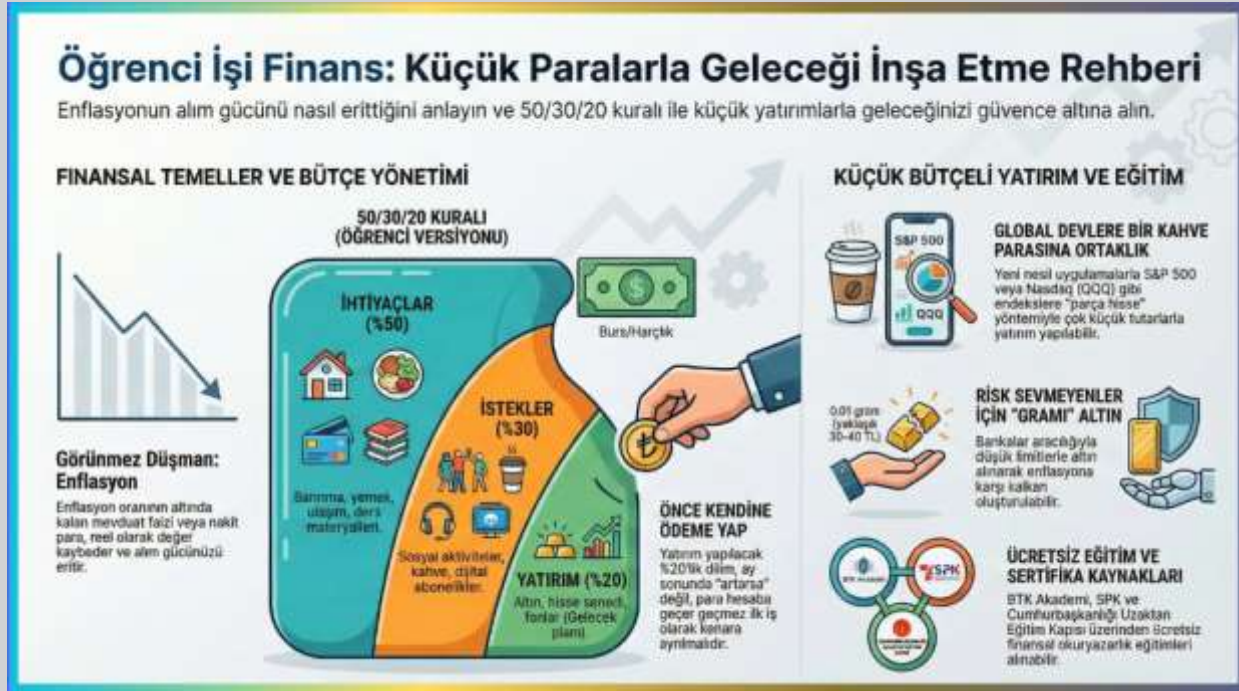 Öğrenci İşi Finans: Küçük Paralarla Geleceği İnşa Etme Rehberi
Enflasyonun alım gücünü nasıl erittiğini anlayın ve 50/30/20 kuralı ile küçük yatırımlarla geleceğinizi güvence altına alın.
FINANSAL TEMELLER VE BÜTÇE YÖNETİMİ
Görünmez Düşman:
Enflasyon
Enflasyon oranının altında
kalan mevduat faizi veya nakit
para, reel olarak değer
kaybeder ve alım gücünüzü
eritir.
50/30/20 KURALI
(ÖĞRENCİ VERSİYONU)
İHTİYAÇLAR
(%50)
Barınma, yemek,
ulaşım, ders
materyalleri.
İSTEKLER
(%30)
Sosyal aktiviteler,
kahve, dijital
abonelikler.
YATIRIM (%20)
Altın, hisse senedi,
fonlar (Gelecek
planı)
Burs/Harçlık
ÖNCE KENDİNE
ÖDEME YAP
Yatırım yapılacak
%20'lik dilim, ay
sonunda "artarsa"
değil, para hesaba
geçer geçmez ilk iş
olarak kenara
ayrılmalıdır.
KÜÇÜK BÜTÇELİ YATIRIM VE EĞİTİM
S&P 500
QQQ
GLOBAL DEVLERE BİR KAHVE
PARASINA ORTAKLIK
Yeni nesil uygulamalarla S&P 500
veya Nasdaq (QQQ) gibi
endekslere "parça hisse"
yöntemiyle çok küçük tutarlarla
yatırım yapılabilir.
0.01 gram
(yaklaşık
30-40 TL)
RİSK SEVMEYENLER
İÇİN "GRAMI" ALTIN
Bankalar aracılığıyla
düşük limitlerle altın
alınarak enflasyona
karşı kalkan
oluşturulabilir.
BTK Akademi
SPK
ÜCRETSİZ EĞİTİM VE
SERTİFİKA KAYNAKLARI
BTK Akademi, SPK ve
Cumhurbaşkanlığı Uzaktan
Eğitim Kapısı üzerinden ücretsiz
finansal okuryazarlık eğitimleri
alınabilir.